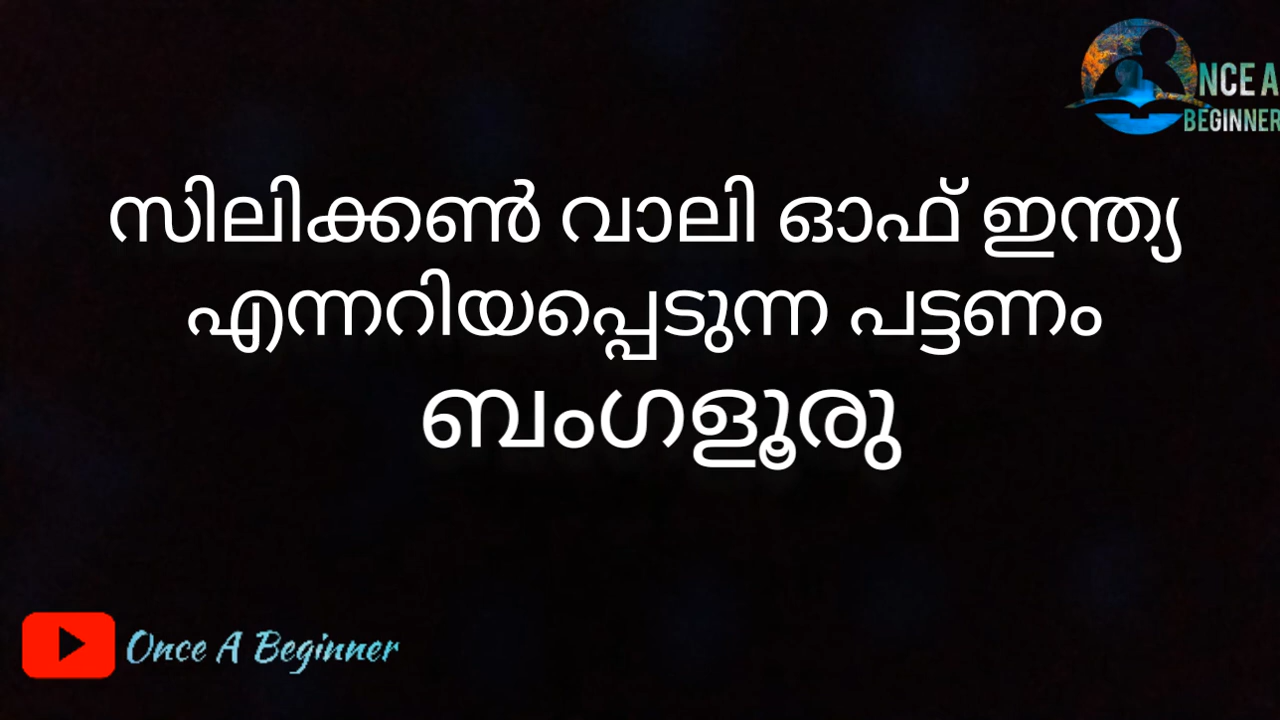 NCE A
BEGINNER
സിലിക്കൺ വാലി ഓഫ് ഇന്ത്യ
എന്നറിയപ്പെടുന്ന പട്ടണം
ബംഗളൂരു
Once A Beginner